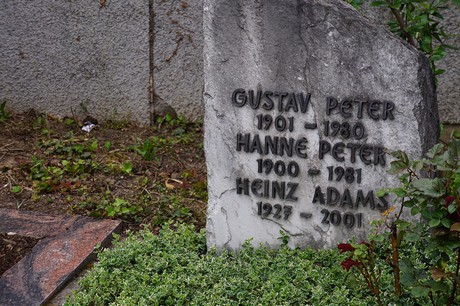 GUSTAV PETER
1901 - 1980
HANNE PETER
1900 - 1981
HEINZ ADAMS
1927 - 2001